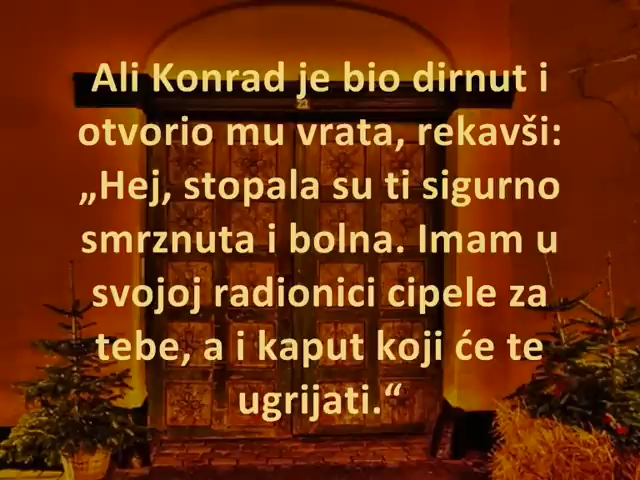 Ali Konrad je bio dirnut i
otvorio mu vrata, rekavši:
„Hej, stopala su ti sigurno
smrznuta i bolna. Imam u
svojoj radionici cipele za
tebe, a i kaput koji će te
ugrijati.“